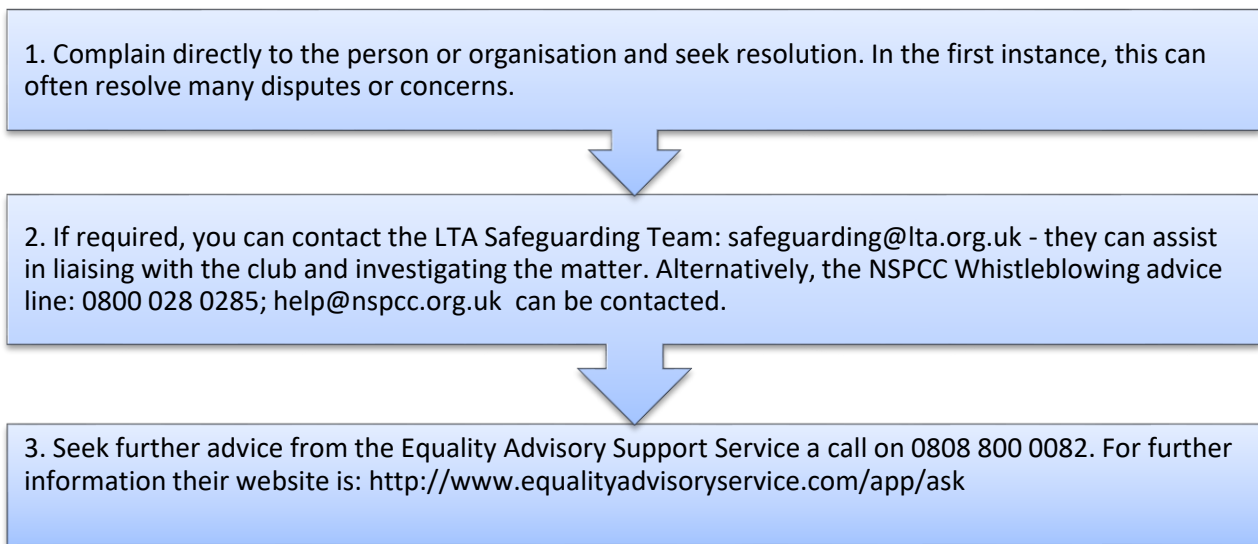 1. Complain directly to the person or organisation and seek resolution. In the first instance, this can
often resolve many disputes or concerns.
2. If required, you can contact the LTA Safeguarding Team: safeguarding@lta.org.uk - they can assist
in liaising with the club and investigating the matter. Alternatively, the NSPCC Whistleblowing advice
line: 0800 028 0285; help@nspcc.org.uk  can be contacted.
3. Seek further advice from the Equality Advisory Support Service a call on 0808 800 0082. For further
information their website is: http://www.equalityadvisoryservice.com/app/ask